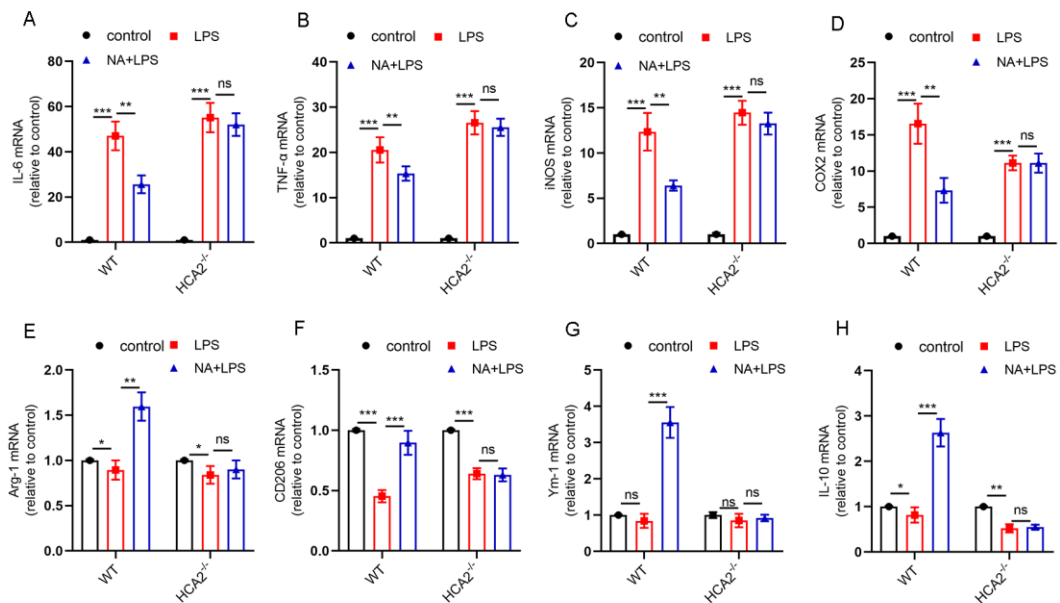 A
control
LPS
NA+LPS
IL-6 mRNA
(relative to control)
80
60
40
20
0
***
**
***
ns
WT
HCA2⁻/⁻
B
control
LPS
NA+LPS
TNF-α mRNA
(relative to control)
40
30
20
10
0
***
**
***
ns
WT
HCA2⁻/⁻
C
control
LPS
NA+LPS
iNOS mRNA
(relative to control)
20
15
10
5
0
***
**
***
ns
WT
HCA2⁻/⁻
D
control
LPS
NA+LPS
COX2 mRNA
(relative to control)
25
20
15
10
5
0
***
**
***
ns
WT
HCA2⁻/⁻
E
control
LPS
NA+LPS
Arg-1 mRNA
(relative to control)
2.0
1.5
1.0
0.5
0.0
*
**
*
ns
WT
HCA2⁻/⁻
F
control
LPS
NA+LPS
CD206 mRNA
(relative to control)
1.5
1.0
0.5
0.0
***
***
***
ns
WT
HCA2⁻/⁻
G
control
LPS
NA+LPS
Ym-1 mRNA
(relative to control)
5
4
3
2
1
0
ns
***
ns
ns
WT
HCA2⁻/⁻
H
control
LPS
NA+LPS
IL-10 mRNA
(relative to control)
4
3
2
1
0
*
***
**
ns
WT
HCA2⁻/⁻